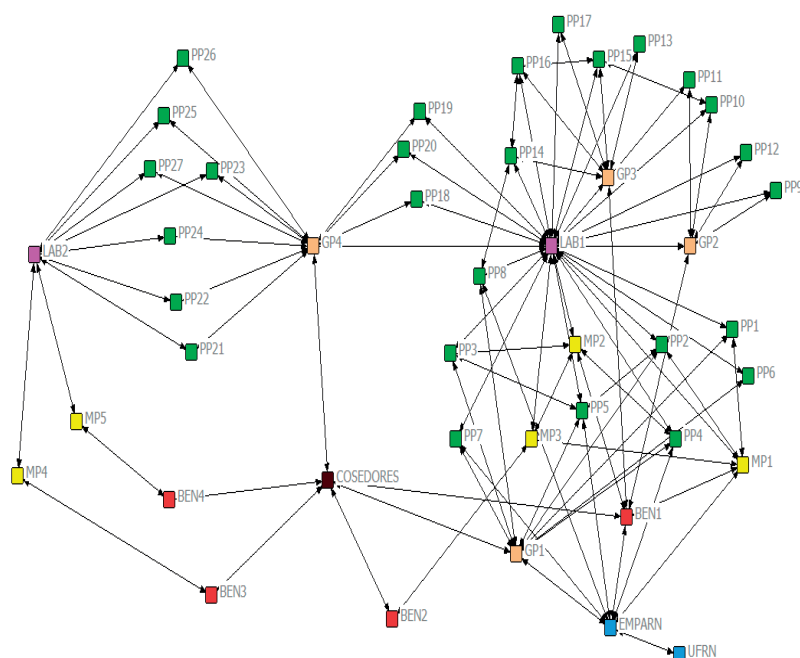 PP17
PP13
PP26
PP15
PP16
PP11
PP10
PP19
PP25
PP20
PP14
PP12
PP27
PP23
GP3
PP9
PP18
PP24
GP4
LAB1
GP2
LAB2
PP8
PP22
PP1
MP2
PP2
PP3
PP21
PP6
PP5
MP5
PP7
MP3
PP4
MP1
MP4
COSEDORES
BEN4
BEN1
GP1
BEN3
BEN2
EMPARN
UFRN